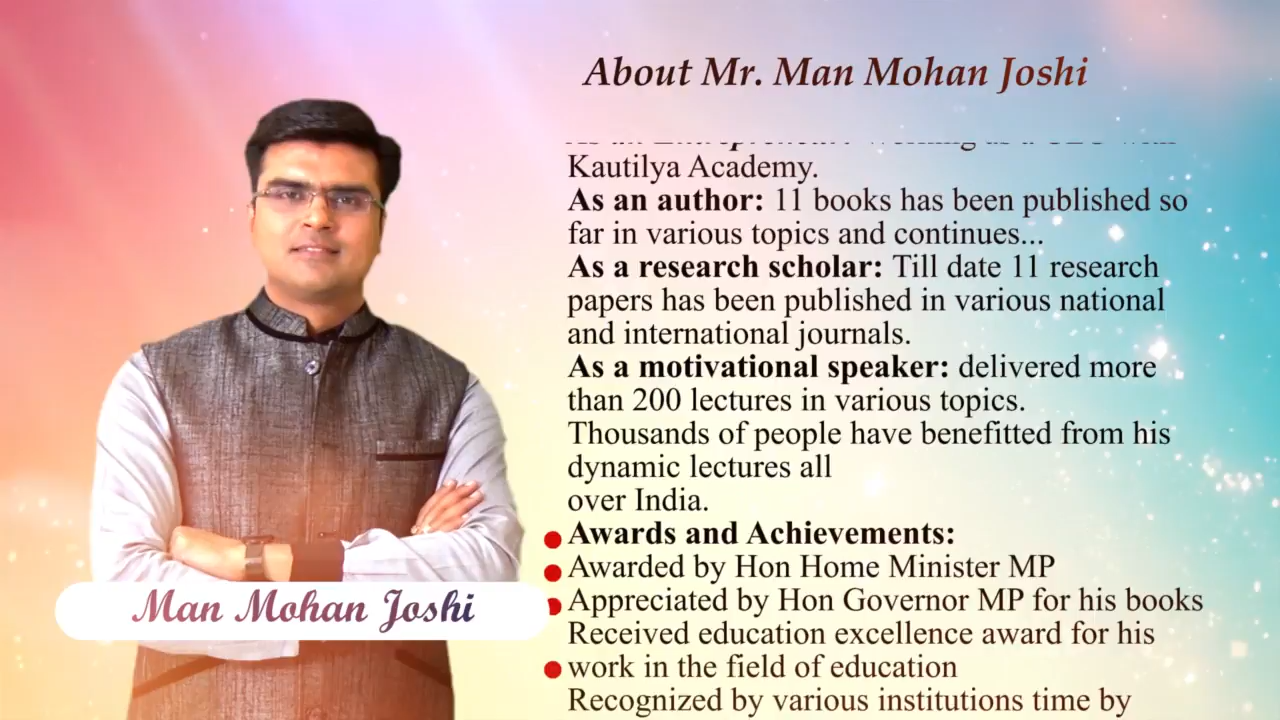 About Mr. Man Mohan Joshi
Kautilya Academy.
As an author: 11 books has been published so
far in various topics and continues...
As a research scholar: Till date 11 research
papers has been published in various national
and international journals.
As a motivational speaker: delivered more
than 200 lectures in various topics.
Thousands of people have benefitted from his
dynamic lectures all
over India.
Awards and Achievements:
Awarded by Hon Home Minister MP
Appreciated by Hon Governor MP for his books
Received education excellence award for his
work in the field of education
Recognized by various institutions time by
Man Mohan Joshi